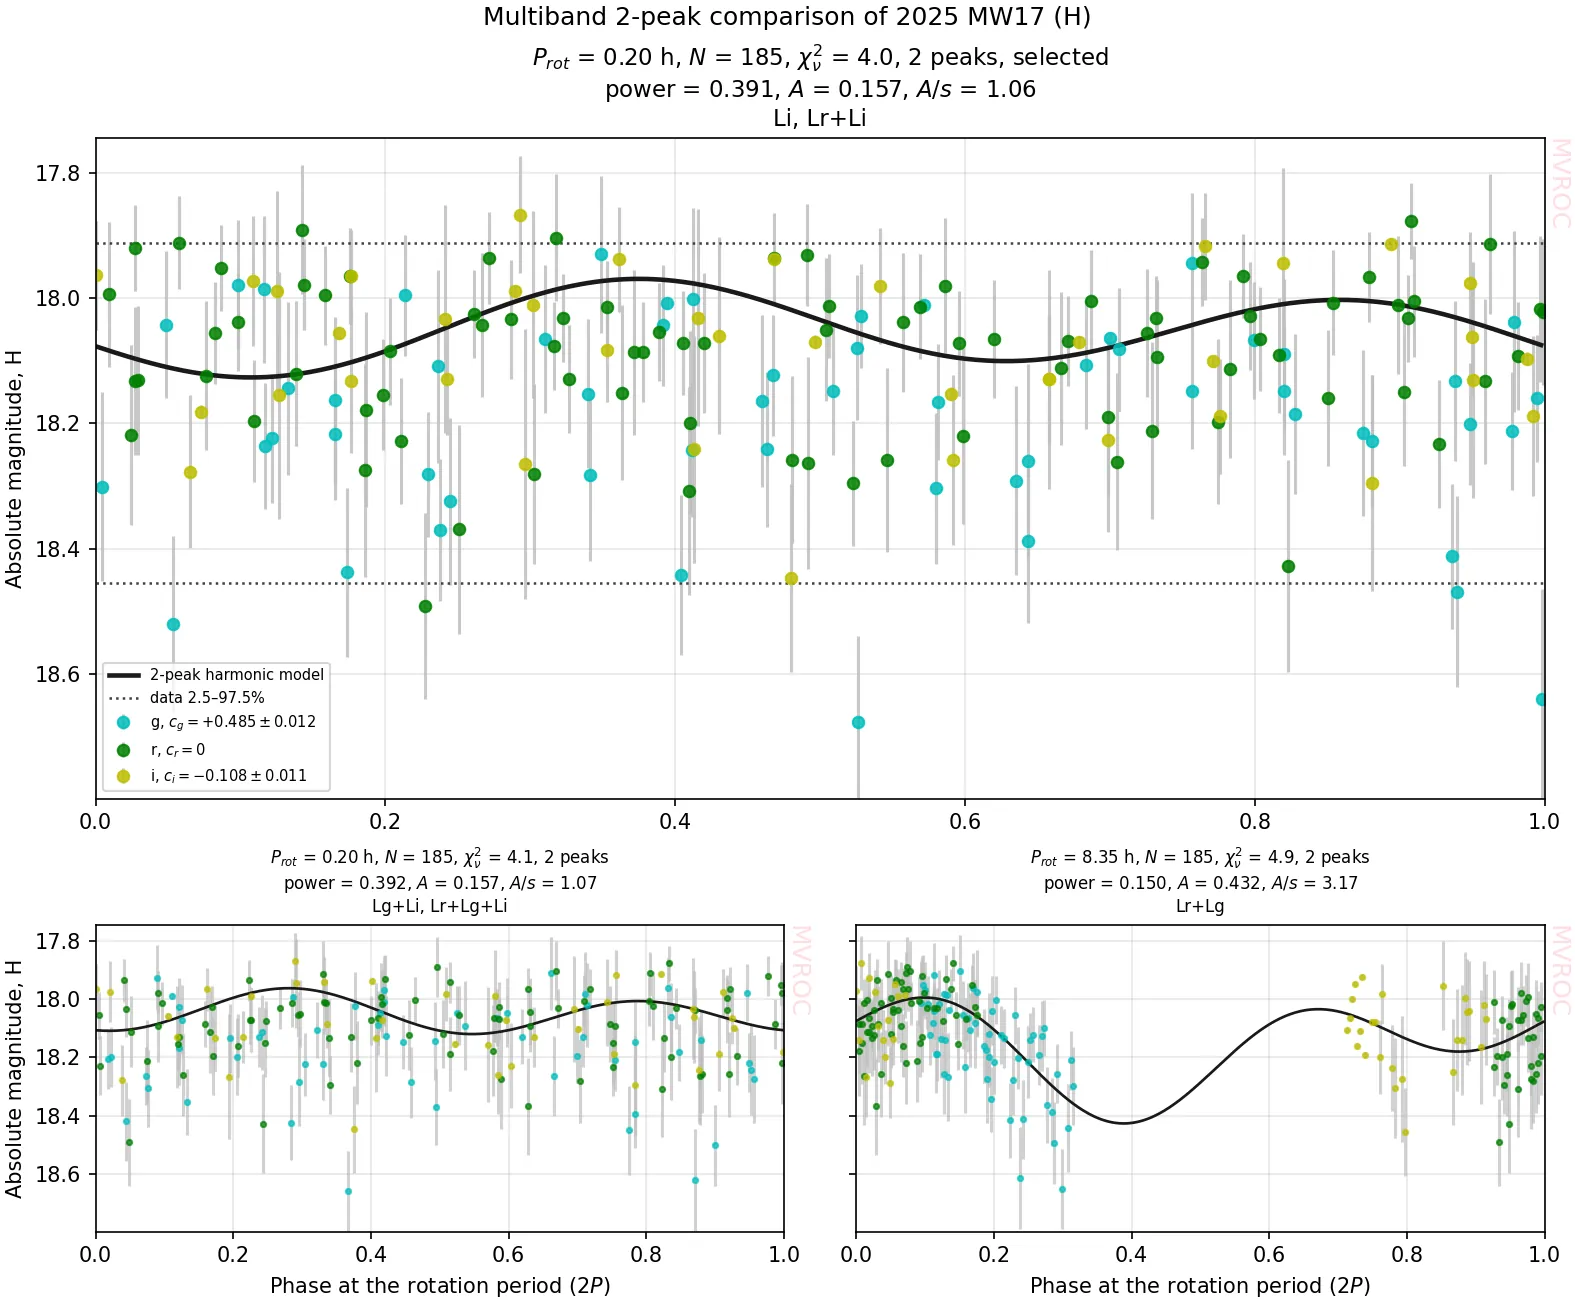 Multiband 2-peak comparison of 2025 MW17 (H)
P_rot = 0.20 h, N = 185, χ²_ν = 4.0, 2 peaks, selected
power = 0.391, A = 0.157, A/s = 1.06
Li, Lr+Li
MVROC
Absolute magnitude, H
17.8
18.0
18.2
18.4
18.6
2-peak harmonic model
data 2.5–97.5%
g, c_g = +0.485 ± 0.012
r, c_r = 0
i, c_i = −0.108 ± 0.011
0.0 0.2 0.4 0.6 0.8 1.0
P_rot = 0.20 h, N = 185, χ²_ν = 4.1, 2 peaks
power = 0.392, A = 0.157, A/s = 1.07
Lg+Li, Lr+Lg+Li
MVROC
Absolute magnitude, H
17.8
18.0
18.2
18.4
18.6
0.0 0.2 0.4 0.6 0.8 1.0
Phase at the rotation period (2P)
P_rot = 8.35 h, N = 185, χ²_ν = 4.9, 2 peaks
power = 0.150, A = 0.432, A/s = 3.17
Lr+Lg
MVROC
0.0 0.2 0.4 0.6 0.8 1.0
Phase at the rotation period (2P)